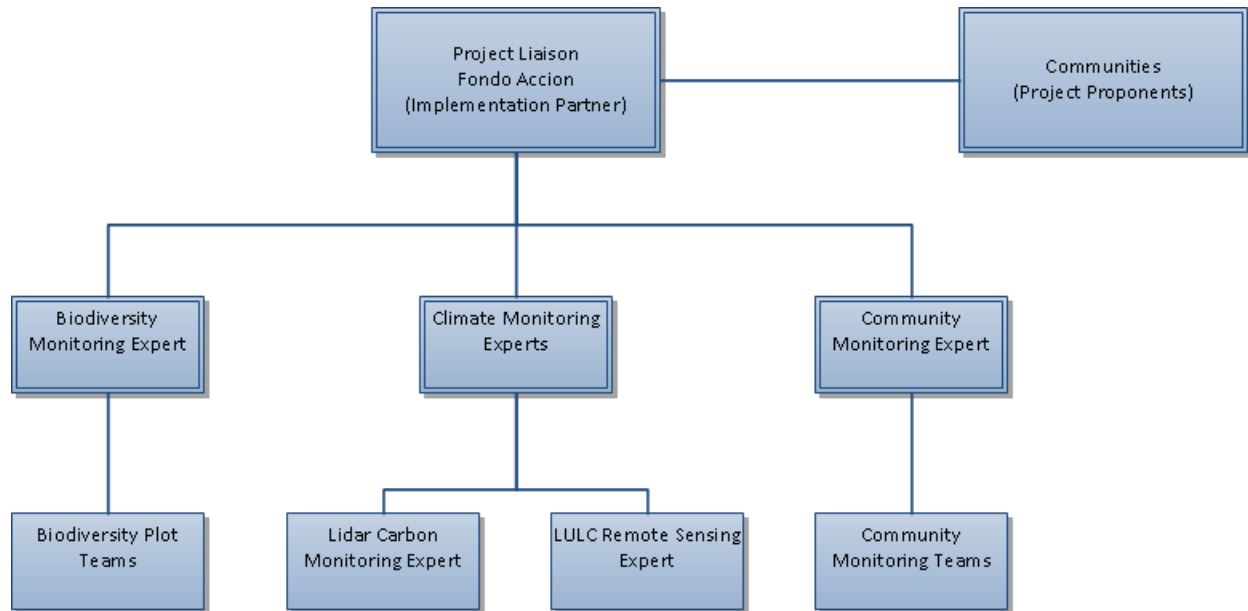 Project Liaison
Fondo Accion
(Implementation Partner)
Communities
(Project Proponents)
Biodiversity
Monitoring Expert
Climate Monitoring
Experts
Community
Monitoring Expert
Biodiversity Plot
Teams
Lidar Carbon
Monitoring Expert
LULC Remote Sensing
Expert
Community
Monitoring Teams